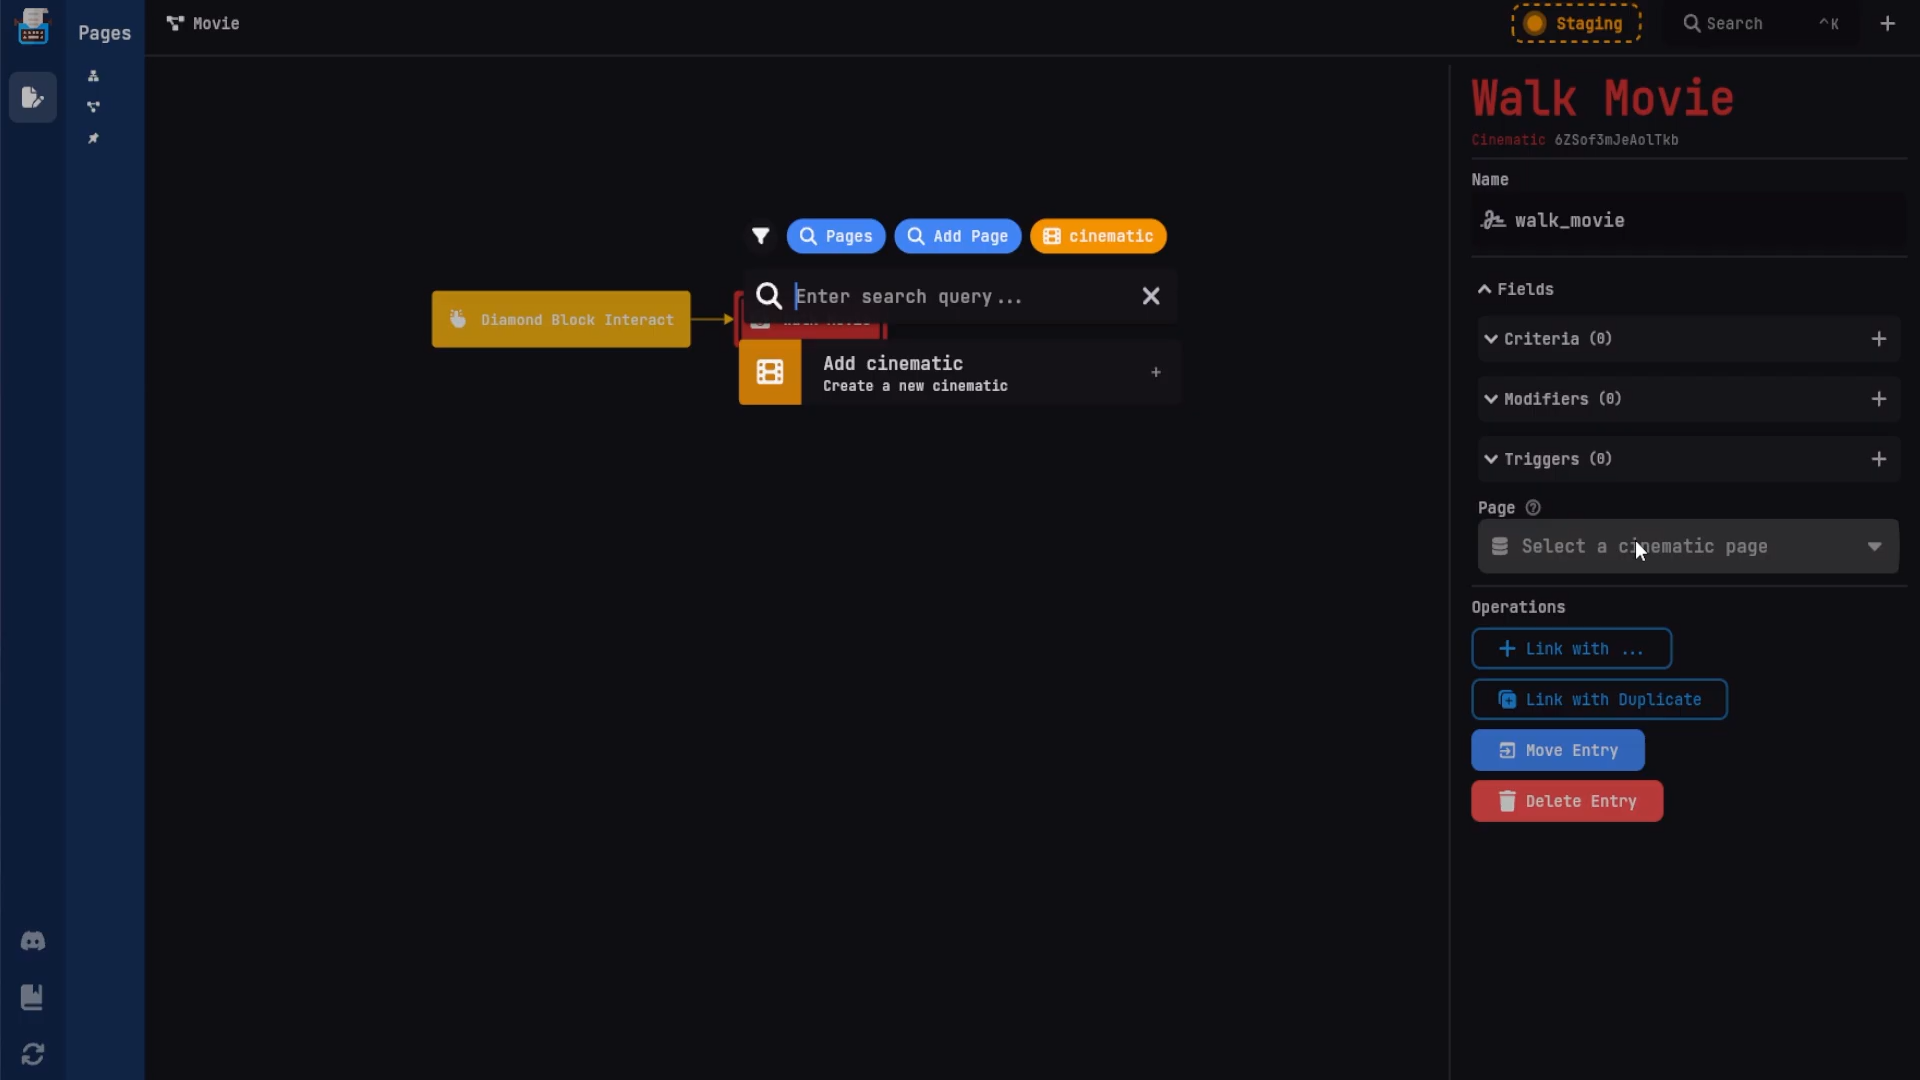 Pages
Movie
Staging
Search
^K
Pages
Add Page
cinematic
Enter search query...
Diamond Block Interact
Add cinematic
Create a new cinematic
Walk Movie
Cinematic 6ZSof3mJeAolTkb
Name
walk_movie
Fields
Criteria (0)
Modifiers (0)
Triggers (0)
Page
Select a cinematic page
Operations
Link with ...
Link with Duplicate
Move Entry
Delete Entry